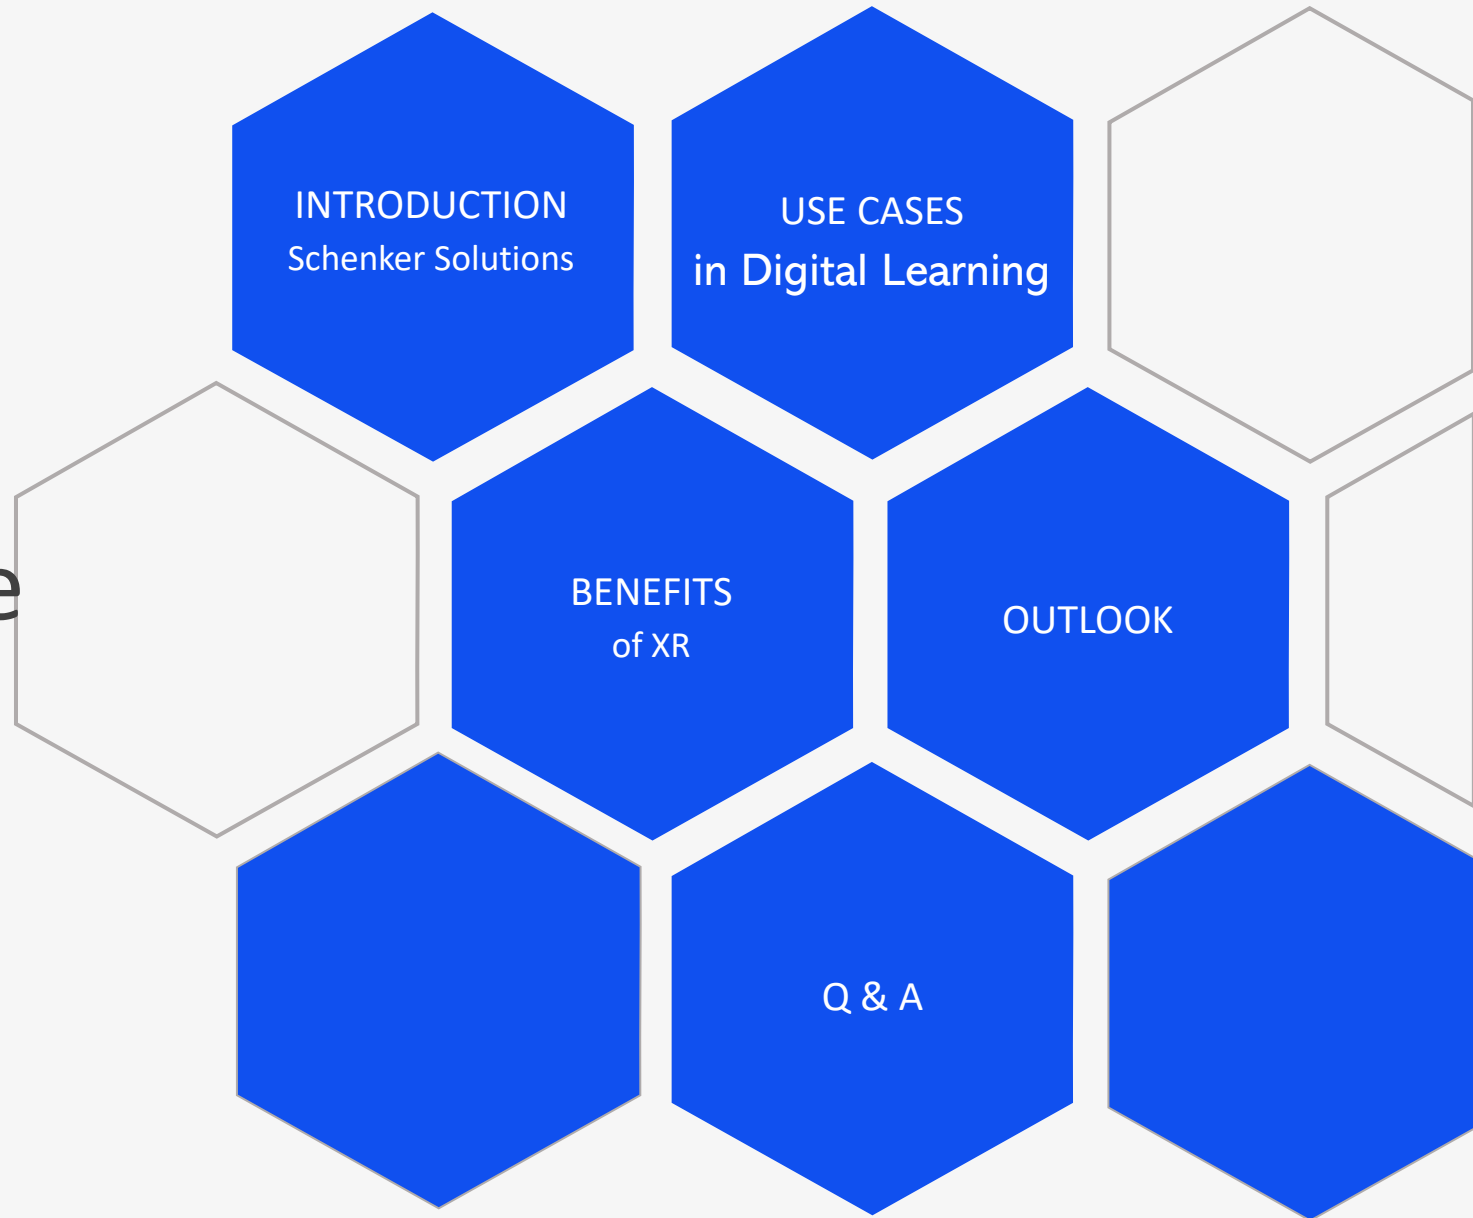 INTRODUCTION
Schenker Solutions
USE CASES
in Digital Learning
e
BENEFITS
of XR
OUTLOOK
Q & A